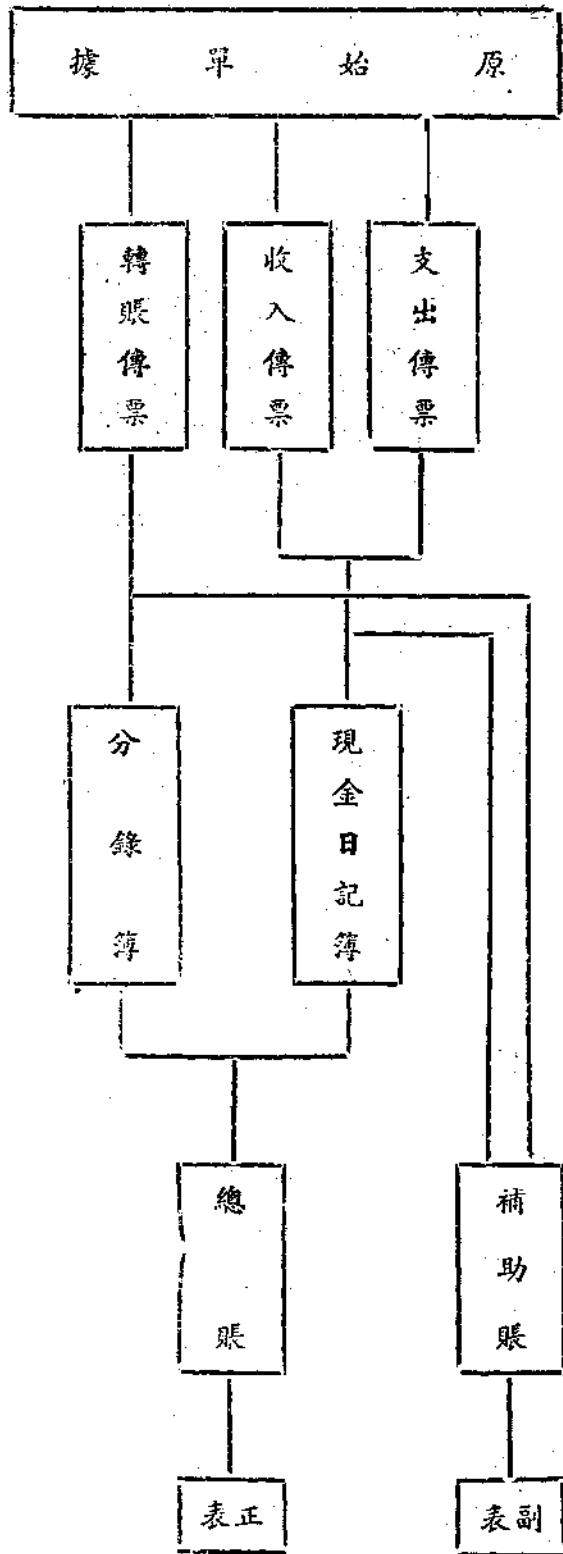 原始單據
支出傳票
收入傳票
轉賬傳票
現金日記簿
分錄簿
補助賬
總賬
副表
正表